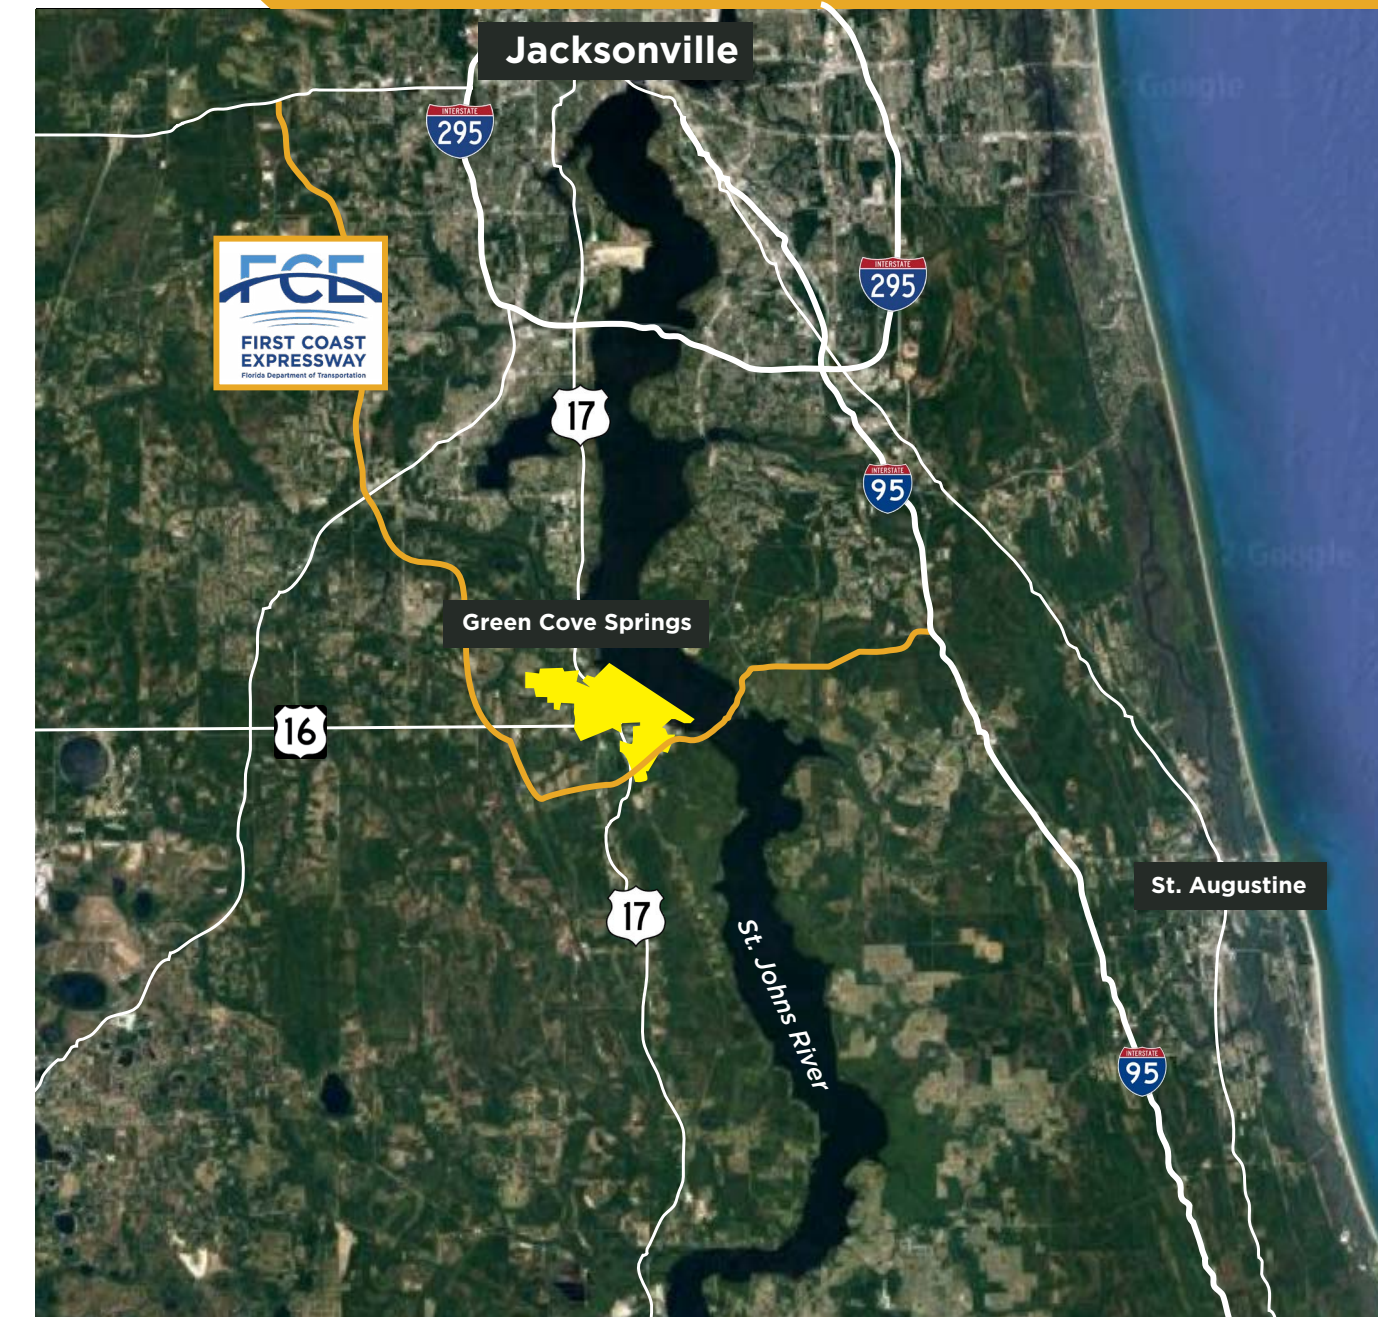 Jacksonville
Google
INTERSTATE
295
INTERSTATE
295
FCE
FIRST COAST
EXPRESSWAY
Florida Department of Transportation
17
INTERSTATE
95
2 Google
Green Cove Springs
16
St. Augustine
17
St. Johns River
INTERSTATE
95